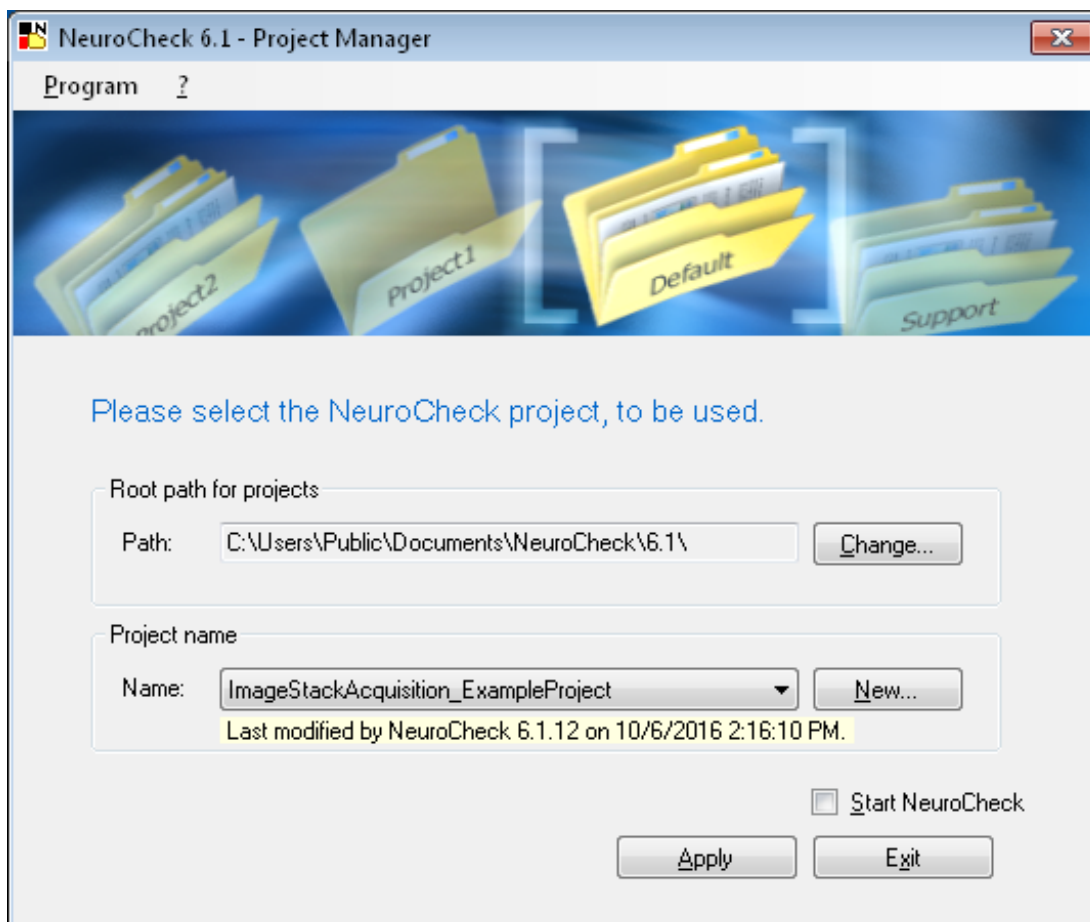 NeuroCheck 6.1 - Project Manager
Program ?
Project2
Project1
Default
Support
Please select the NeuroCheck project, to be used.
Root path for projects
Path: C:\Users\Public\Documents\NeuroCheck\6.1\ Change...
Project name
Name: ImageStackAcquisition_ExampleProject New...
Last modified by NeuroCheck 6.1.12 on 10/6/2016 2:16:10 PM.
Start NeuroCheck
Apply Exit